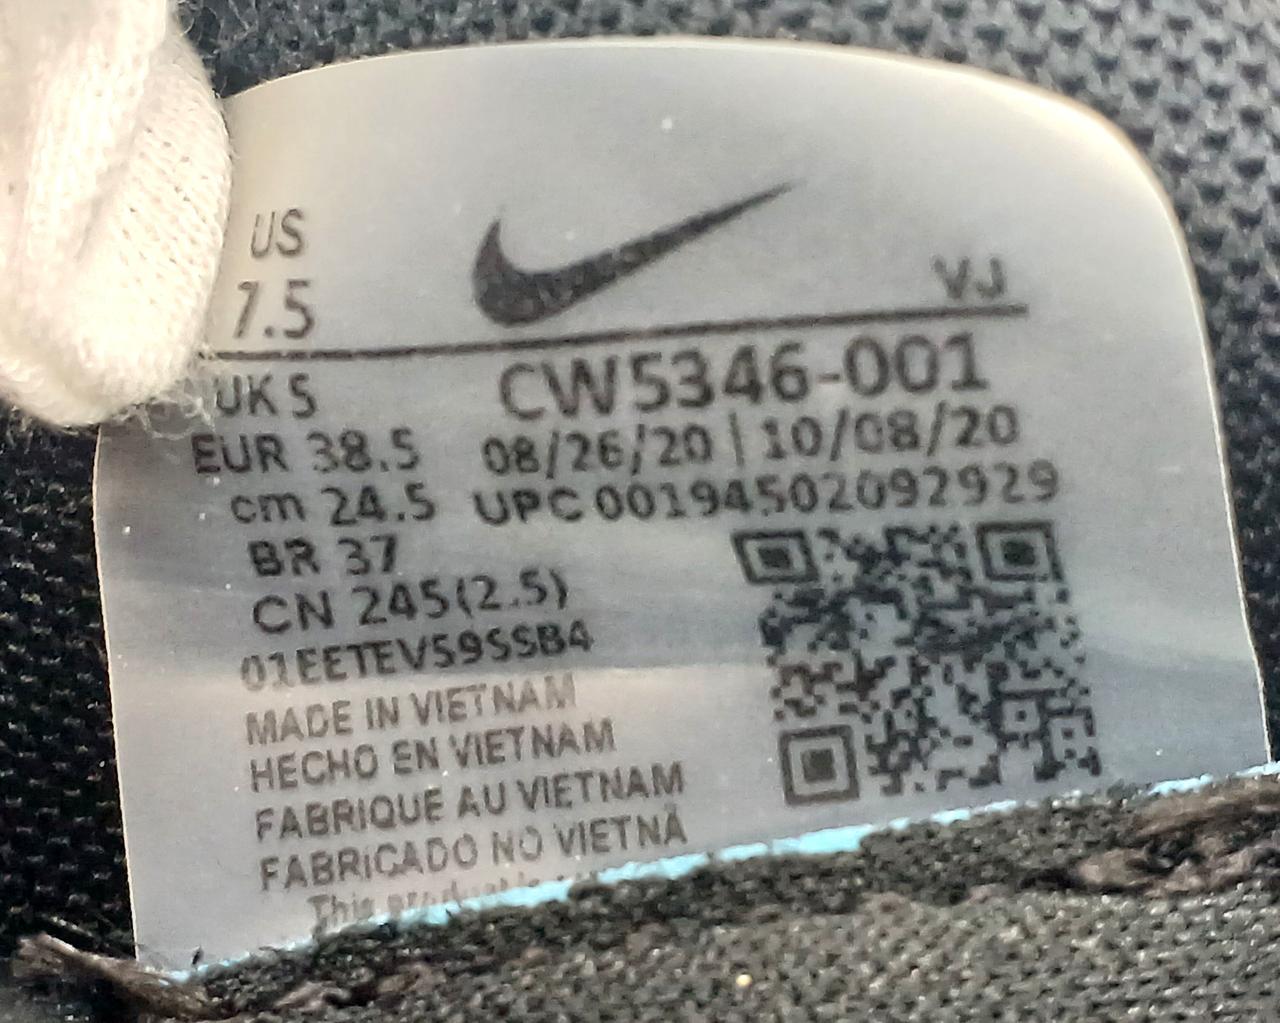 US
7.5
VJ
UK 5
CW5346-001
EUR 38.5
08/26/20 | 10/08/20
cm 24.5
UPC 00194502092929
BR 37
CN 245(2.5)
01EETEV59SSB4
MADE IN VIETNAM
HECHO EN VIETNAM
FABRIQUE AU VIETNAM
FABRICADO NO VIETNÃ
This